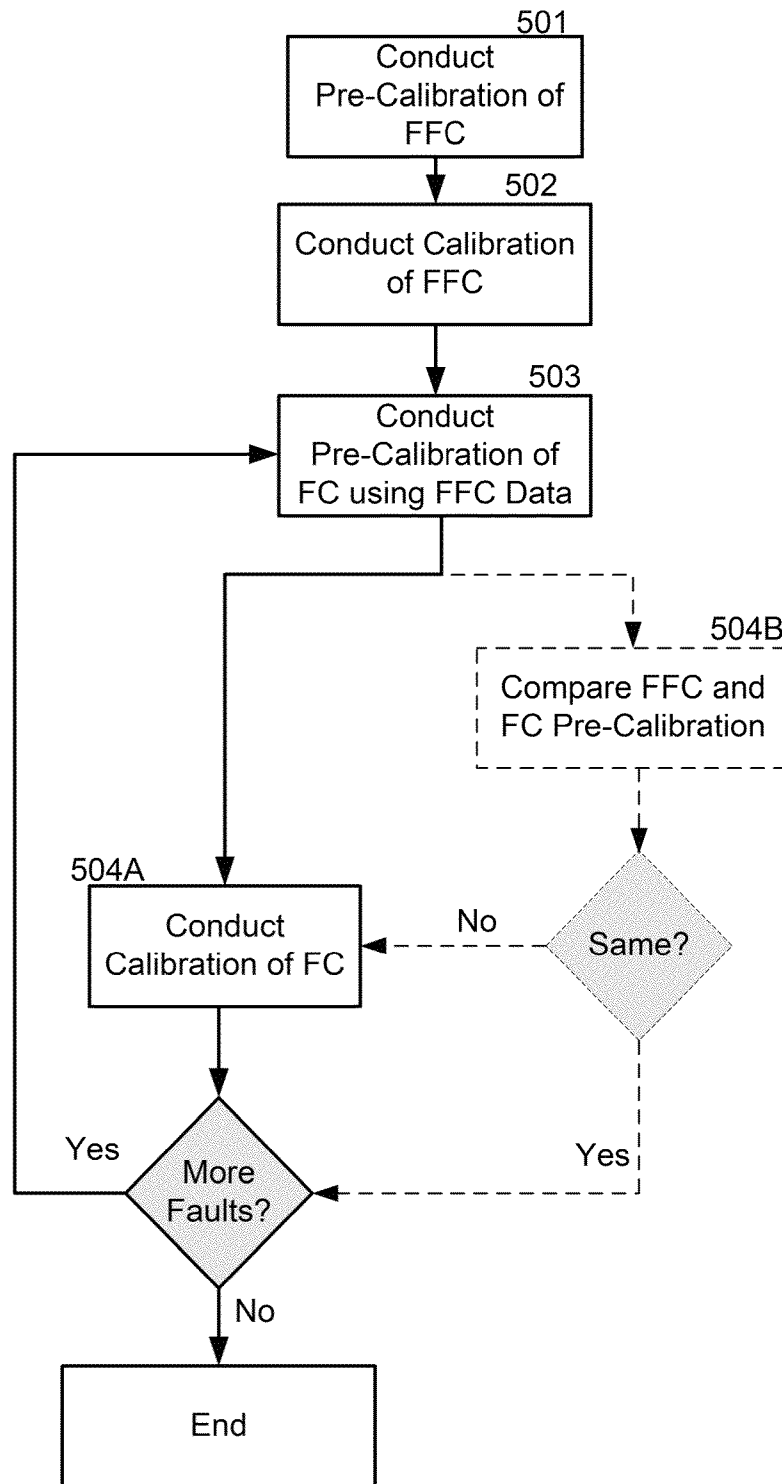 501
Conduct
Pre-Calibration of
FFC
502
Conduct Calibration
of FFC
503
Conduct
Pre-Calibration of
FC using FFC Data
504B
Compare FFC and
FC Pre-Calibration
504A
Conduct
Calibration of FC
No
Same?
Yes
More
Faults?
Yes
No
End